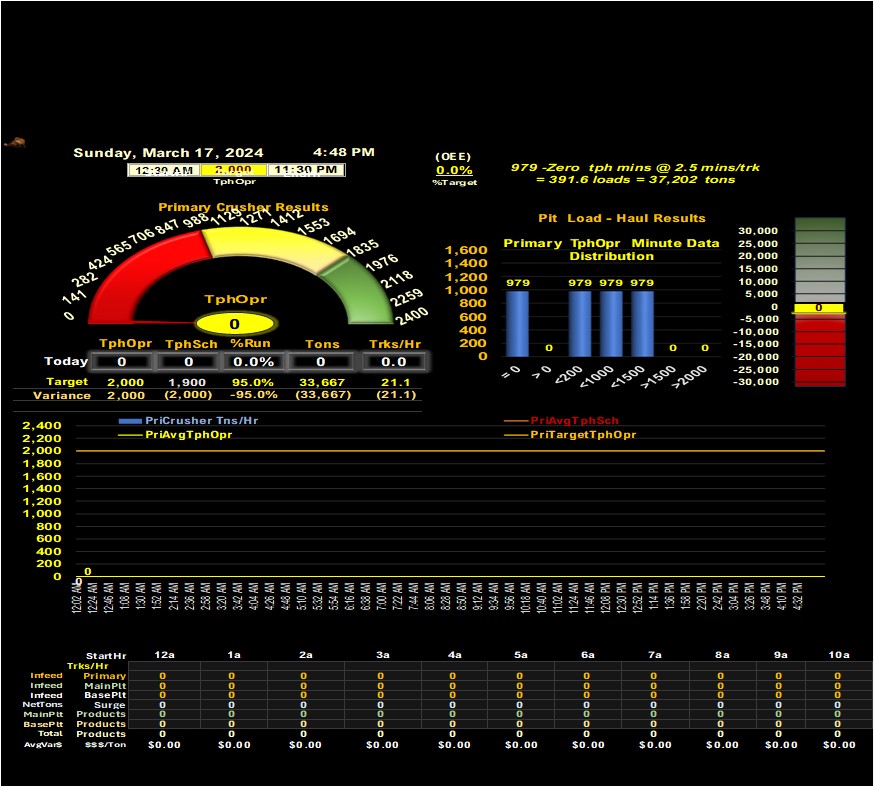 Sunday, March 17, 2024 4:48 PM
12:30 AM 2,000 11:30 PM
TphOpr
(OEE)
0.0%
%Target
979 -Zero tph mins @ 2.5 mins/trk
= 391.6 loads = 37,202 tons
Primary Crusher Results
0 141 282 424 565 706 847 988 1129 1271 1412 1553 1694 1835 1976 2118 2259 2400
TphOpr
0
TphOpr TphSch %Run Tons Trks/Hr
Today 0 0 0.0% 0 0.0
Target 2,000 1,900 95.0% 33,667 21.1
Variance 2,000 (2,000) -95.0% (33,667) (21.1)
Pit Load - Haul Results
Primary TphOpr Minute Data
Distribution
1,600
1,400
1,200
1,000
800
600
400
200
0
979 0 979 979 979 0 0
= 0 > 0 <200 <1000 <1500 >1500 >2000
30,000
25,000
20,000
15,000
10,000
5,000
0
-5,000
-10,000
-15,000
-20,000
-25,000
-30,000
PriCrusher Tns/Hr PriAvgTphSch
PriAvgTphOpr PriTargetTphOpr
2,400
2,200
2,000
1,800
1,600
1,400
1,200
1,000
800
600
400
200
0
0
0
12:02 AM 12:24 AM 12:46 AM 1:08 AM 1:30 AM 1:52 AM 2:14 AM 2:36 AM 2:58 AM 3:20 AM 3:42 AM 4:04 AM 4:26 AM 4:48 AM 5:10 AM 5:32 AM 5:54 AM 6:16 AM 6:38 AM 7:00 AM 7:22 AM 7:44 AM 8:06 AM 8:28 AM 8:50 AM 9:12 AM 9:34 AM 9:56 AM 10:18 AM 10:40 AM 11:02 AM 11:24 AM 11:46 AM 12:08 PM 12:30 PM 12:52 PM 1:14 PM 1:36 PM 1:58 PM 2:20 PM 2:42 PM 3:04 PM 3:26 PM 3:48 PM 4:10 PM 4:32 PM
StartHr 12a 1a 2a 3a 4a 5a 6a 7a 8a 9a 10a
Trks/Hr
Infeed Primary 0 0 0 0 0 0 0 0 0 0 0
Infeed MainPlt 0 0 0 0 0 0 0 0 0 0 0
Infeed BasePlt 0 0 0 0 0 0 0 0 0 0 0
NetTons Surge 0 0 0 0 0 0 0 0 0 0 0
MainPlt Products 0 0 0 0 0 0 0 0 0 0 0
BasePlt Products 0 0 0 0 0 0 0 0 0 0 0
Total Products 0 0 0 0 0 0 0 0 0 0 0
AvgVar$ $$$/Ton $0.00 $0.00 $0.00 $0.00 $0.00 $0.00 $0.00 $0.00 $0.00 $0.00 $0.00